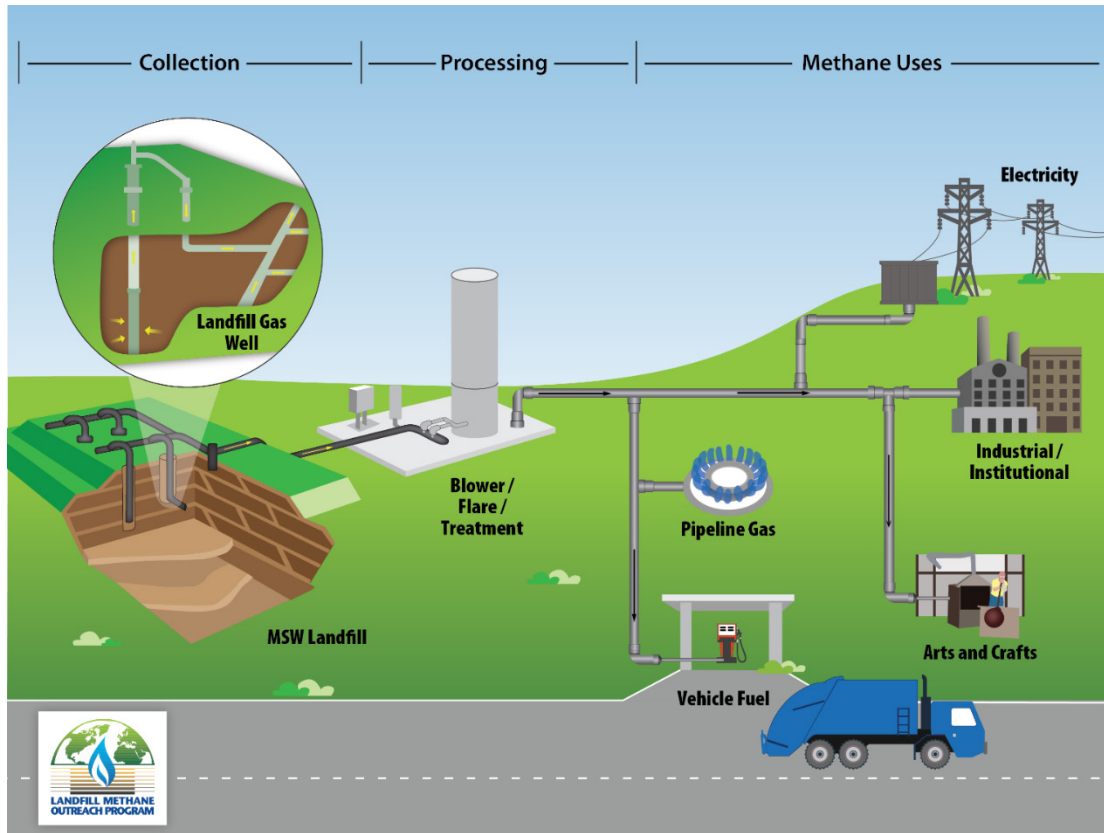 Collection
Processing
Methane Uses
Landfill Gas
Well
Electricity
Blower /
Flare /
Treatment
Pipeline Gas
Industrial /
Institutional
MSW Landfill
Arts and Crafts
Vehicle Fuel
LANDFILL METHANE
OUTREACH PROGRAM